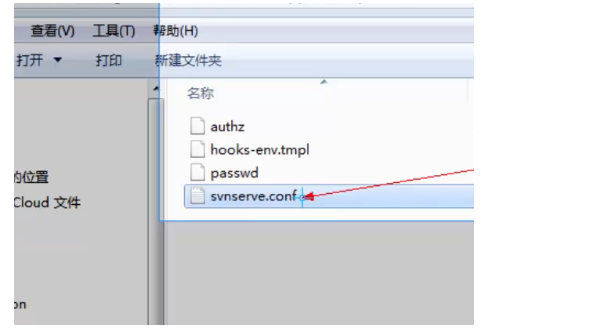 查看(V) 工具(T) 帮助(H)
打开 打印 新建文件夹
名称
authz
hooks-env.tmpl
passwd
的位置
svnserve.conf
Cloud 文件
on